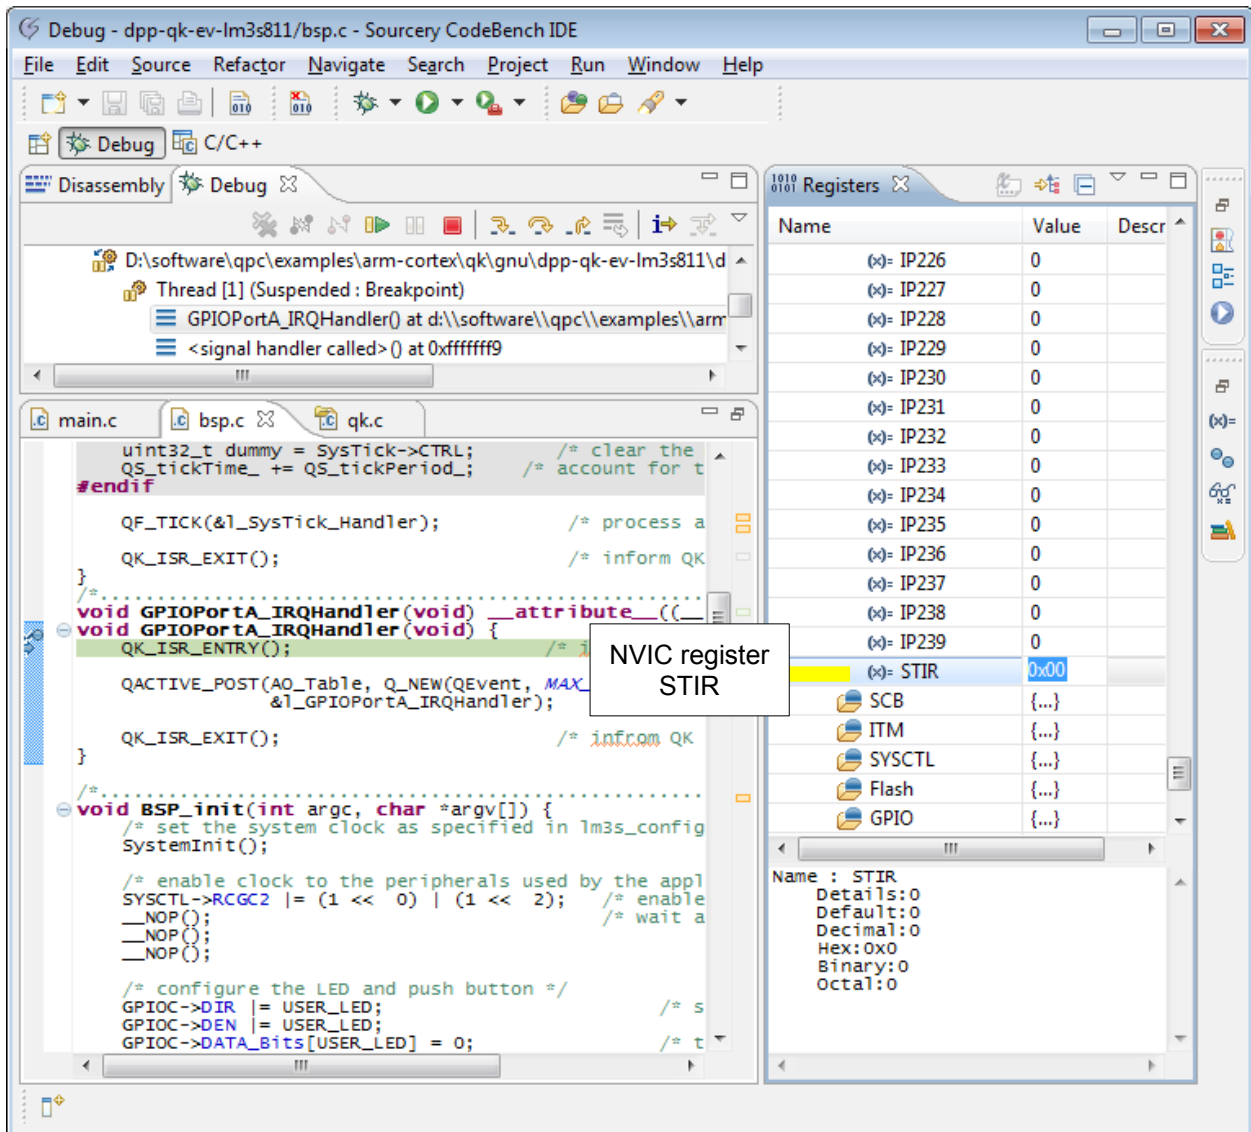 Debug - dpp-qk-ev-lm3s811/bsp.c - Sourcery CodeBench IDE
File Edit Source Refactor Navigate Search Project Run Window Help
Debug C/C++
Disassembly Debug
D:\software\qpc\examples\arm-cortex\qk\gnu\dpp-qk-ev-lm3s811\d
Thread [1] (Suspended : Breakpoint)
GPIOPortA_IRQHandler() at d:\\software\\qpc\\examples\\arm
<signal handler called>() at 0xfffffff9
main.c bsp.c qk.c
uint32_t dummy = SysTick->CTRL; /* clear the
QS_tickTime_ += QS_tickPeriod_; /* account for t
#endif
QF_TICK(&l_SysTick_Handler); /* process a
QK_ISR_EXIT(); /* inform QK
}
/*..........................................................
void GPIOPortA_IRQHandler(void) __attribute__((__
void GPIOPortA_IRQHandler(void) {
QK_ISR_ENTRY(); /* i
QACTIVE_POST(AO_Table, Q_NEW(QEvent, MAX_
&l_GPIOPortA_IRQHandler);
QK_ISR_EXIT(); /* infrom QK
}
/*..........................................................
void BSP_init(int argc, char *argv[]) {
/* set the system clock as specified in lm3s_config
SystemInit();
/* enable clock to the peripherals used by the appl
SYSCTL->RCGC2 |= (1 << 0) | (1 << 2); /* enable
__NOP(); /* wait a
__NOP();
__NOP();
/* configure the LED and push button */
GPIOC->DIR |= USER_LED; /* s
GPIOC->DEN |= USER_LED;
GPIOC->DATA_Bits[USER_LED] = 0; /* t
NVIC register
STIR
Registers
Name Value Descr
(x)= IP226 0
(x)= IP227 0
(x)= IP228 0
(x)= IP229 0
(x)= IP230 0
(x)= IP231 0
(x)= IP232 0
(x)= IP233 0
(x)= IP234 0
(x)= IP235 0
(x)= IP236 0
(x)= IP237 0
(x)= IP238 0
(x)= IP239 0
(x)= STIR 0x00
SCB {...}
ITM {...}
SYSCTL {...}
Flash {...}
GPIO {...}
Name : STIR
Details:0
Default:0
Decimal:0
Hex:0x0
Binary:0
Octal:0
(x)=